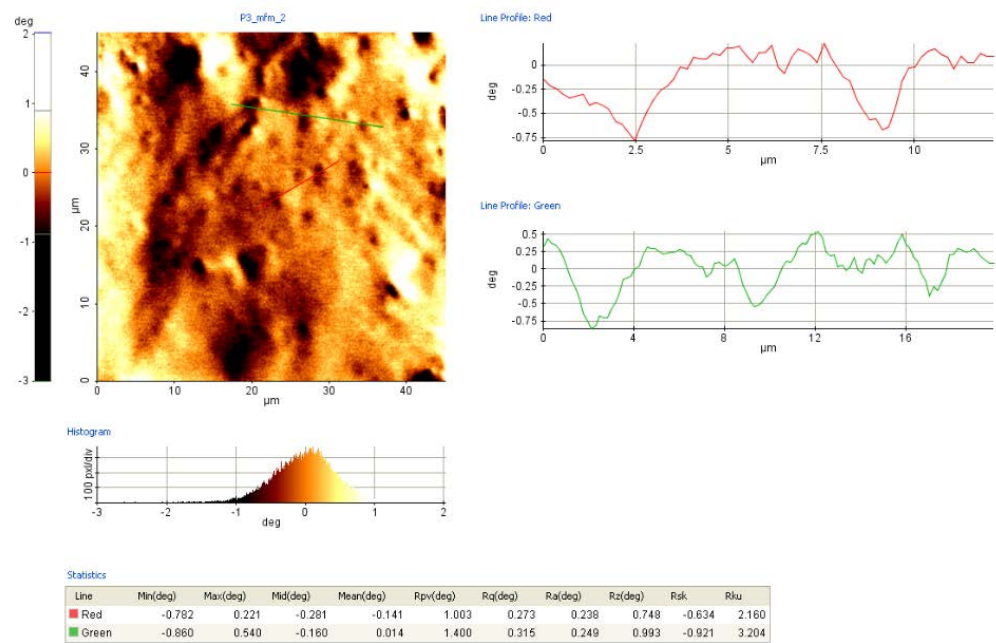 deg
2
1
0
-1
-2
-3
P3_mfm_2
40
30
20
10
0
µm
0 10 20 30 40
µm
Line Profile: Red
deg
0
-0.25
-0.5
-0.75
0 2.5 5 7.5 10
µm
Line Profile: Green
deg
0.5
0.25
0
-0.25
-0.5
-0.75
0 4 8 12 16
µm
Histogram
100 pxl/div
-3 -2 -1 0 1 2
deg
Statistics
Line Min(deg) Max(deg) Mid(deg) Mean(deg) Rpv(deg) Rq(deg) Ra(deg) Rz(deg) Rsk Rku
Red -0.782 0.221 -0.281 -0.141 1.003 0.273 0.238 0.748 -0.634 2.160
Green -0.860 0.540 -0.160 0.014 1.400 0.315 0.249 0.993 -0.921 3.204